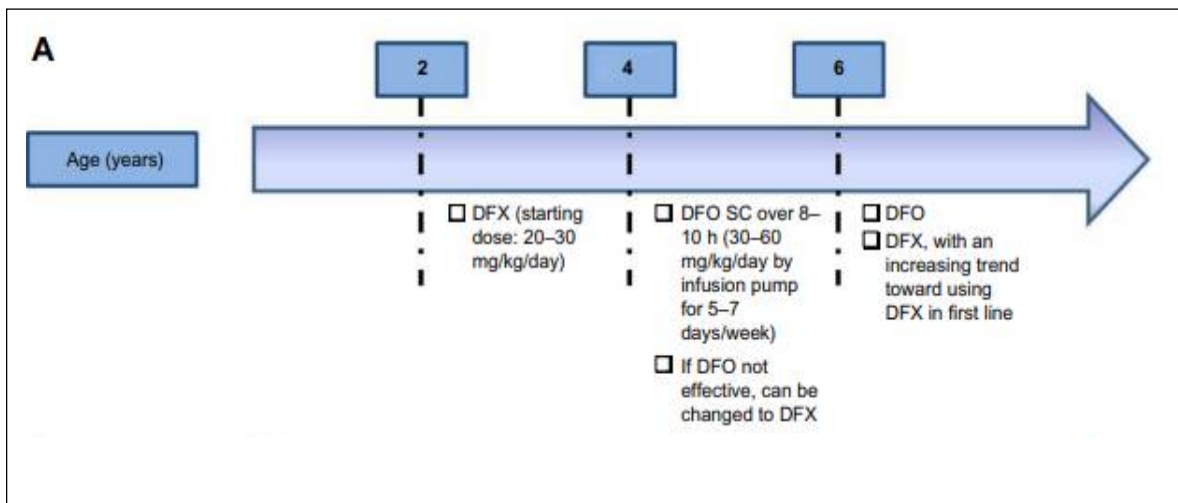 A
2
4
6
Age (years)
DFX (starting
dose: 20–30
mg/kg/day)
DFO SC over 8–
10 h (30–60
mg/kg/day by
infusion pump
for 5–7
days/week)
If DFO not
effective, can be
changed to DFX
DFO
DFX, with an
increasing trend
toward using
DFX in first line